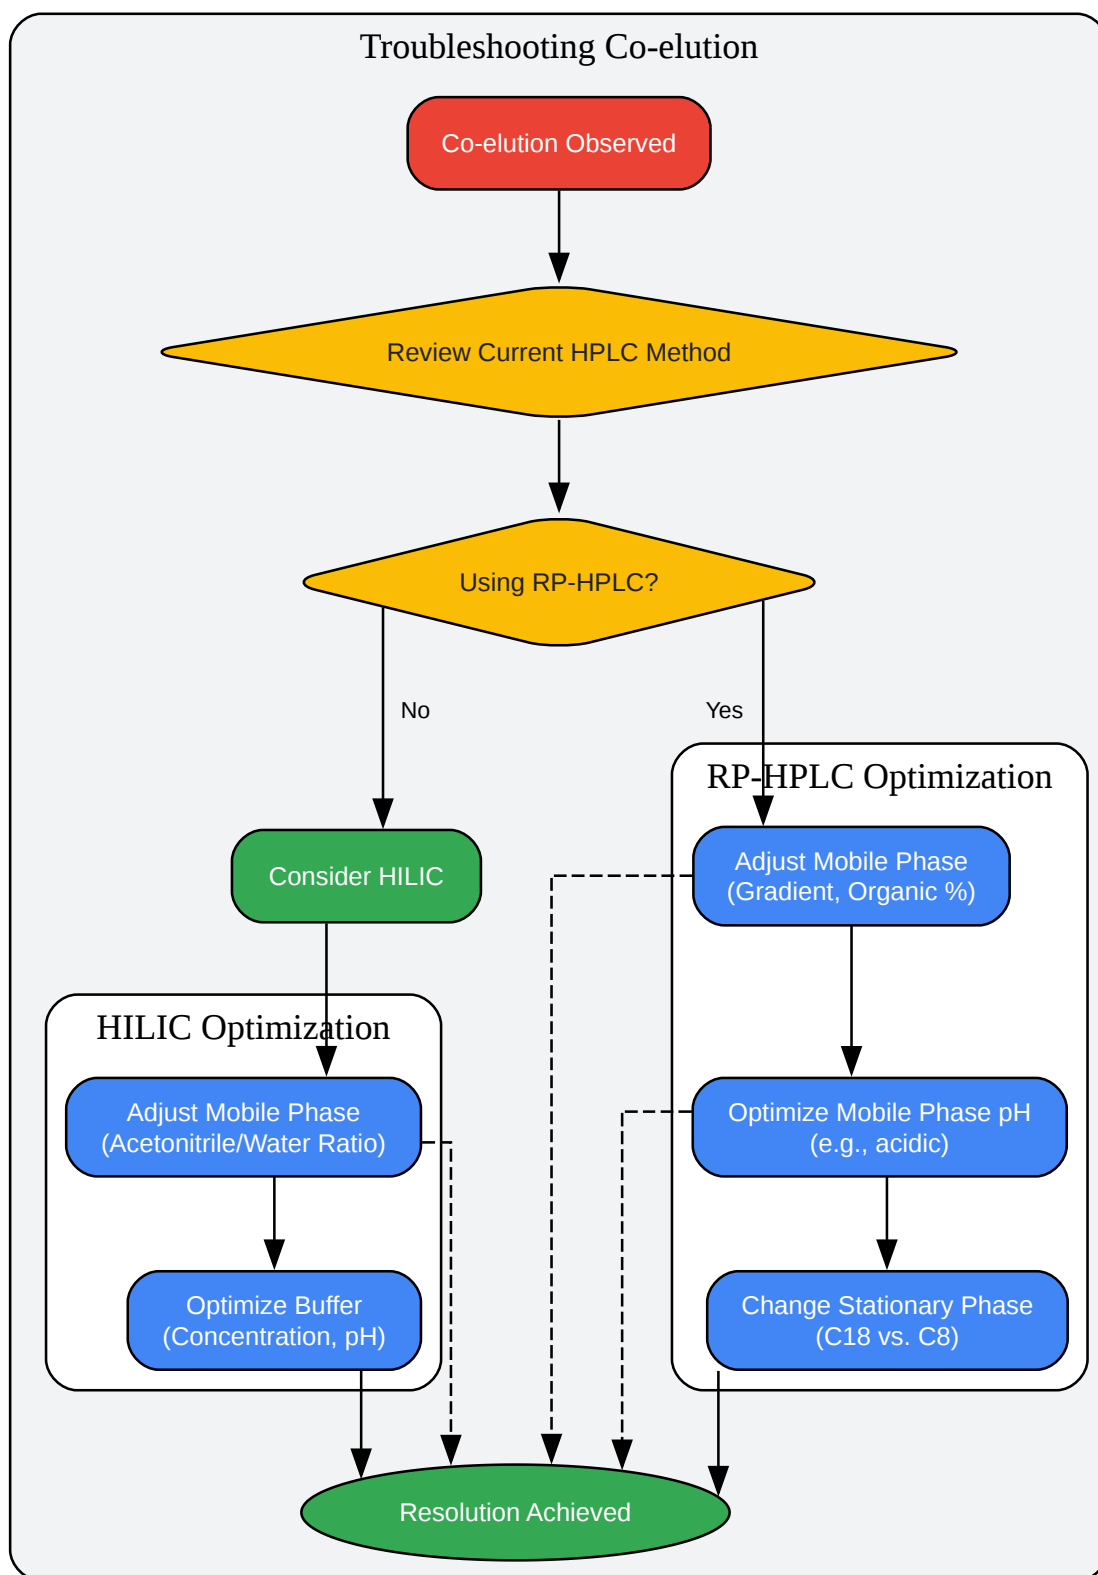 Troubleshooting Co-elution
Co-elution Observed
Review Current HPLC Method
Using RP-HPLC?
No
Yes
RP-HPLC Optimization
Consider HILIC
Adjust Mobile Phase
(Gradient, Organic %)
HILIC Optimization
Adjust Mobile Phase
(Acetonitrile/Water Ratio)
Optimize Mobile Phase pH
(e.g., acidic)
Optimize Buffer
(Concentration, pH)
Change Stationary Phase
(C18 vs. C8)
Resolution Achieved